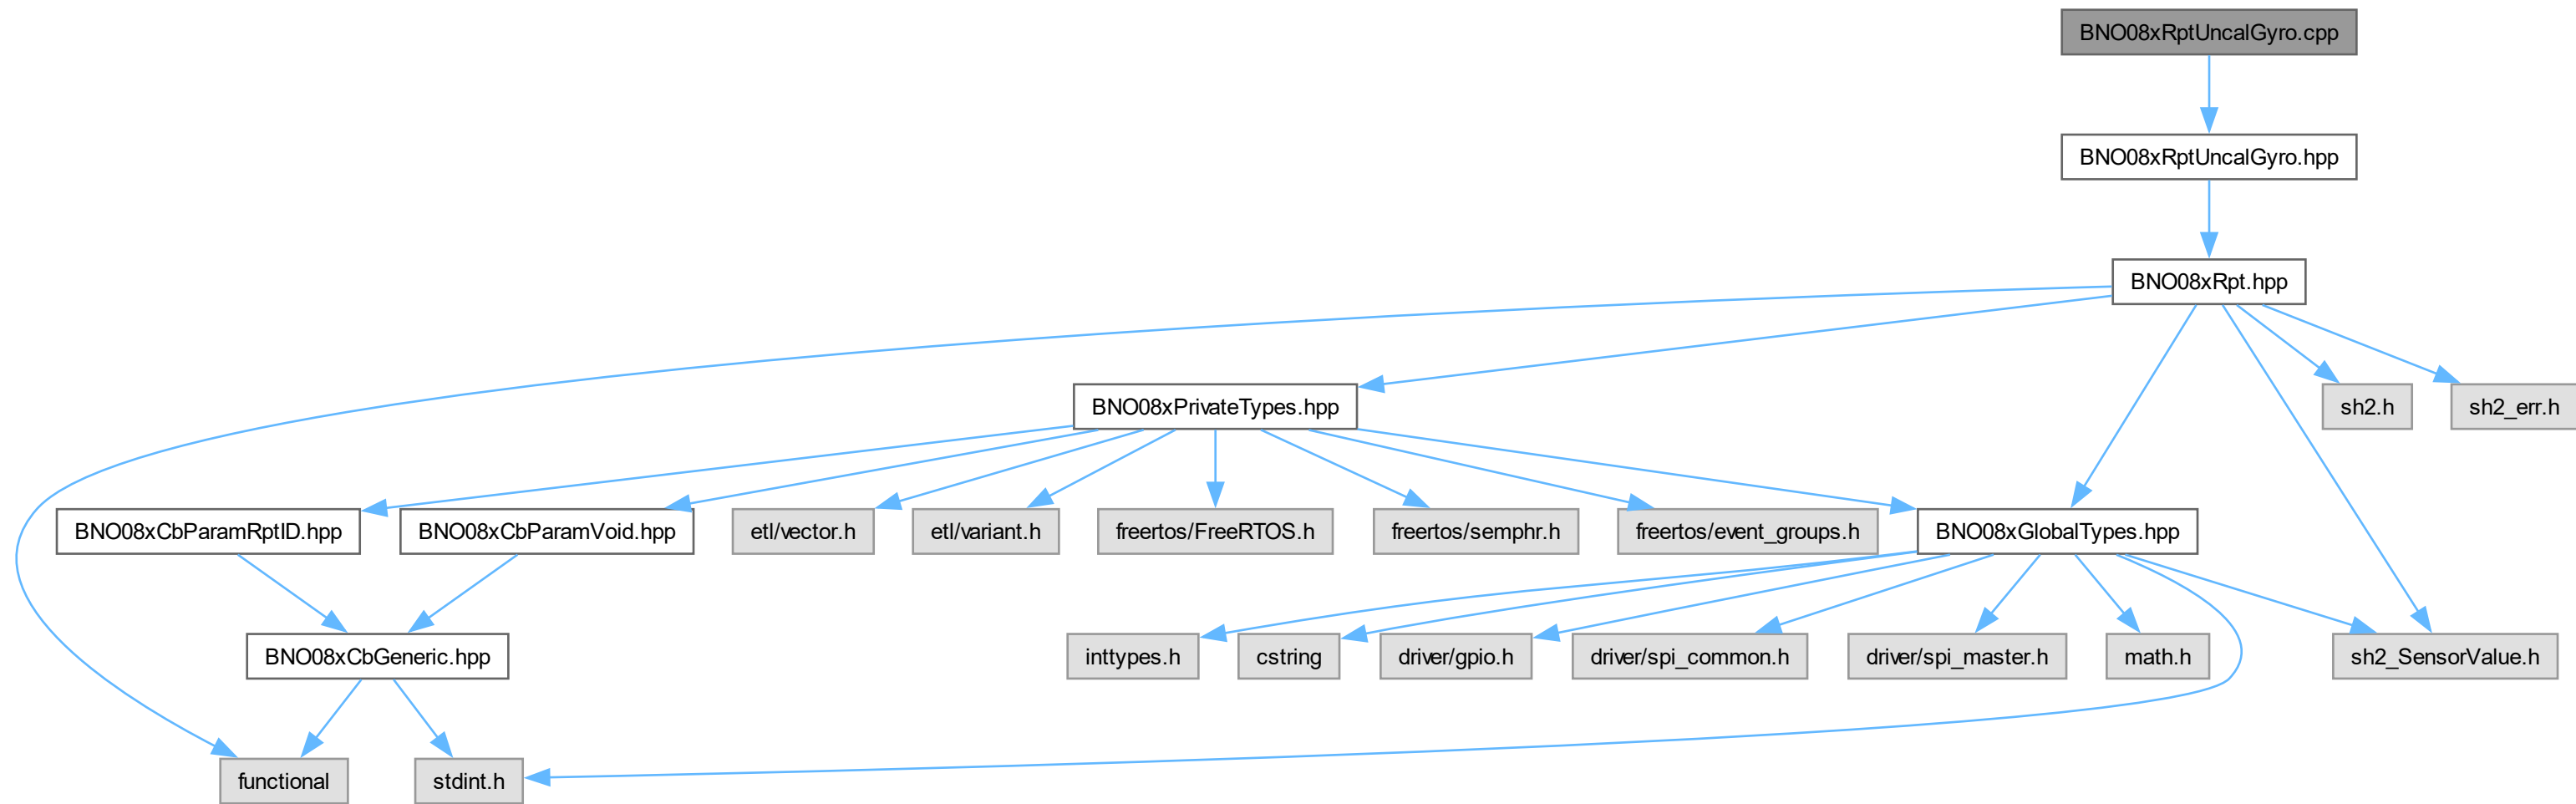 BNO08xRptUncalGyro.cpp
BNO08xRptUncalGyro.hpp
BNO08xRpt.hpp
BNO08xPrivateTypes.hpp
sh2.h
sh2_err.h
BNO08xCbParamRptID.hpp
BNO08xCbParamVoid.hpp
etl/vector.h
etl/variant.h
freertos/FreeRTOS.h
freertos/semphr.h
freertos/event_groups.h
BNO08xGlobalTypes.hpp
BNO08xCbGeneric.hpp
inttypes.h
cstring
driver/gpio.h
driver/spi_common.h
driver/spi_master.h
math.h
sh2_SensorValue.h
functional
stdint.h